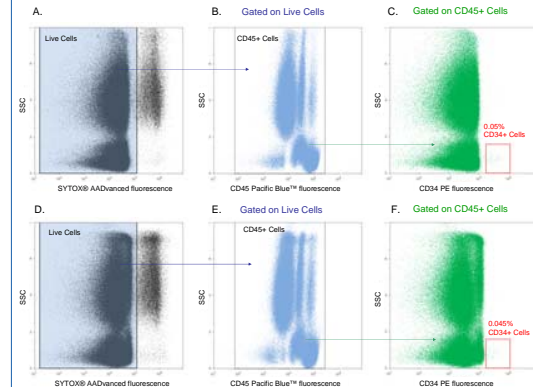 A.
B. Gated on Live Cells
C. Gated on CD45+ Cells
Live Cells
CD45+ Cells
SSC
SSC
SSC
0.05%
CD34+ Cells
SYTOX® AADvanced fluorescence
CD45 Pacific Blue™ fluorescence
CD34 PE fluorescence
D.
E. Gated on Live Cells
F. Gated on CD45+ Cells
Live Cells
CD45+ Cells
SSC
SSC
SSC
0.045%
CD34+ Cells
SYTOX® AADvanced fluorescence
CD45 Pacific Blue™ fluorescence
CD34 PE fluorescence